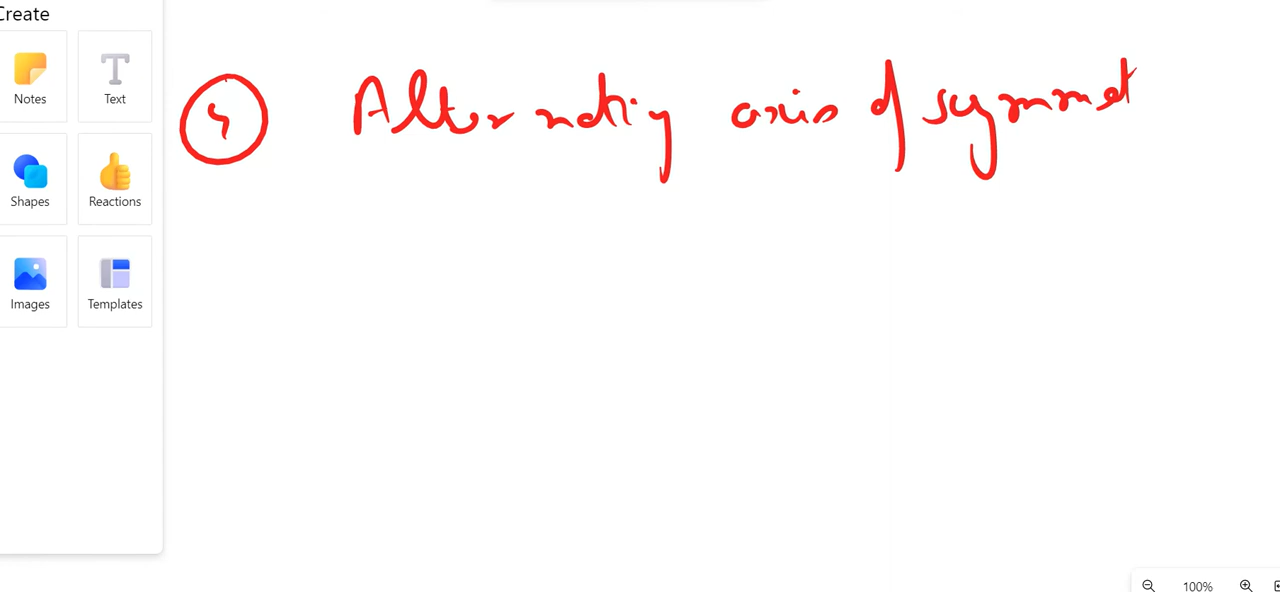 Create
Notes
Text
Shapes
Reactions
Images
Templates
4 Alternating axis of symmet
100%